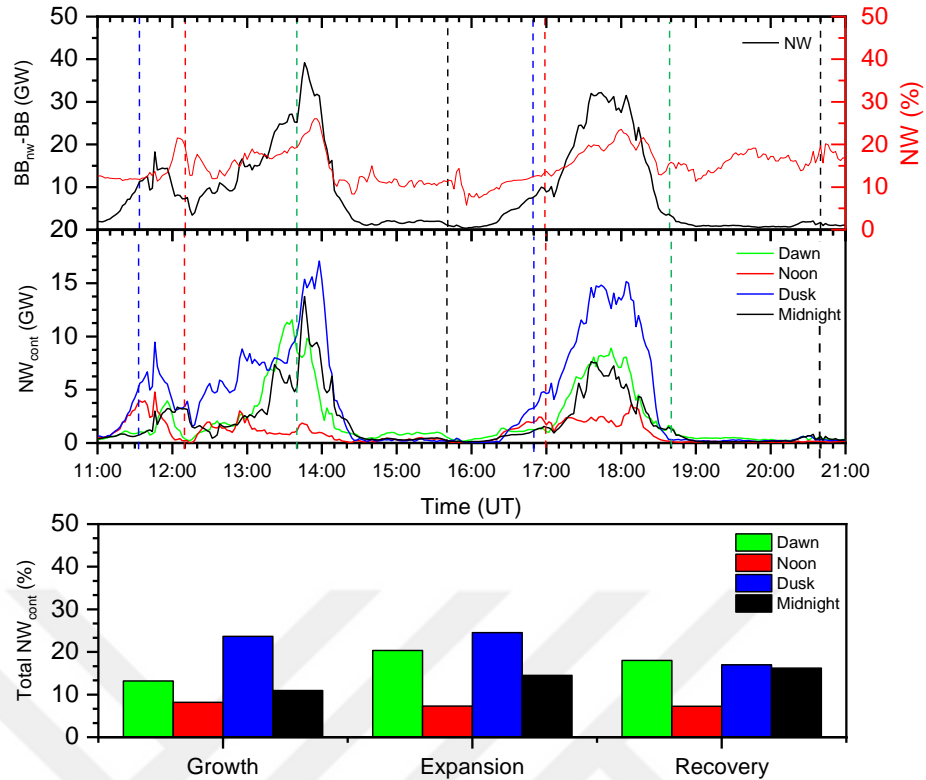 50 50
40 40
30 30
20 20
10 10
20 0
BB_nw-BB (GW)
NW (%)
NW
15
10
5
0
NW_cont (GW)
Dawn
Noon
Dusk
Midnight
11:00 12:00 13:00 14:00 15:00 16:00 17:00 18:00 19:00 20:00 21:00
Time (UT)
50
40
30
20
10
0
Total NW_cont (%)
Dawn
Noon
Dusk
Midnight
Growth Expansion Recovery